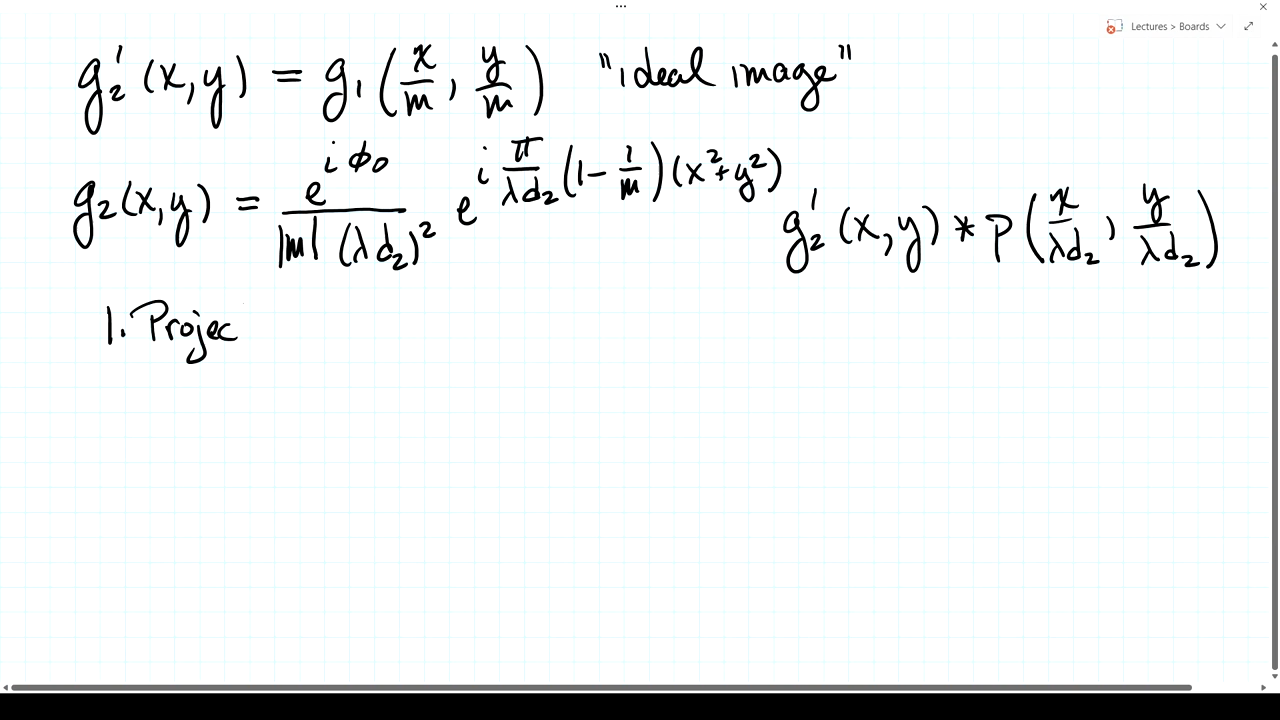 Lectures > Boards
g₂'(x,y) = g₁(x/m, y/m) "ideal image"
g₂(x,y) = e^{iϕ₀}/(|m| (λd₂)²) e^{i π/(λd₂) (1 - 1/m)(x²+y²)} g₂'(x,y) * P(x/(λd₂), y/(λd₂))
1. Projec